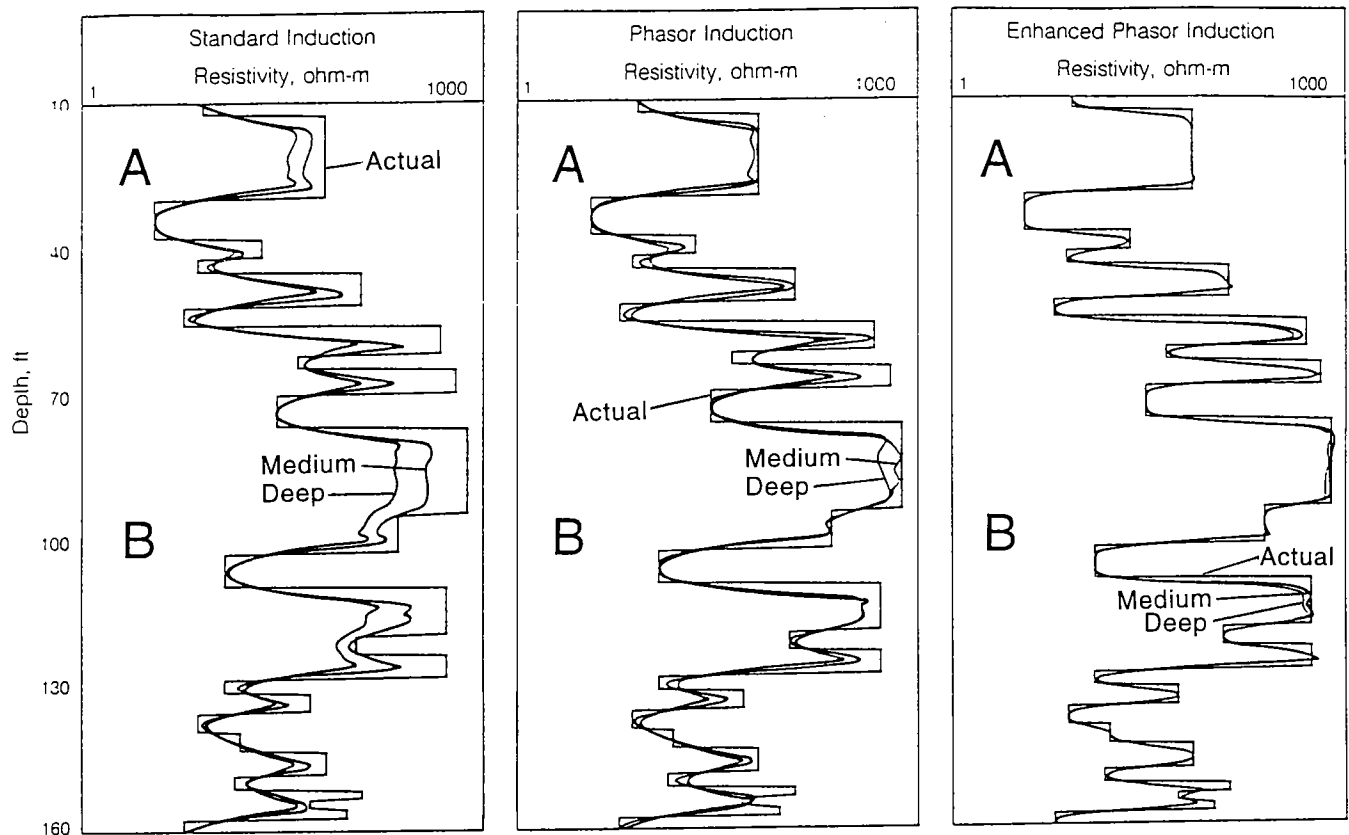 Standard Induction
Resistivity, ohm-m
1 1000
Phasor Induction
Resistivity, ohm-m
1 1000
Enhanced Phasor Induction
Resistivity, ohm-m
1 1000
Depth, ft
10
40
70
100
130
160
A
Actual
Medium
Deep
B
A
Actual
Medium
Deep
B
A
B
Actual
Medium
Deep